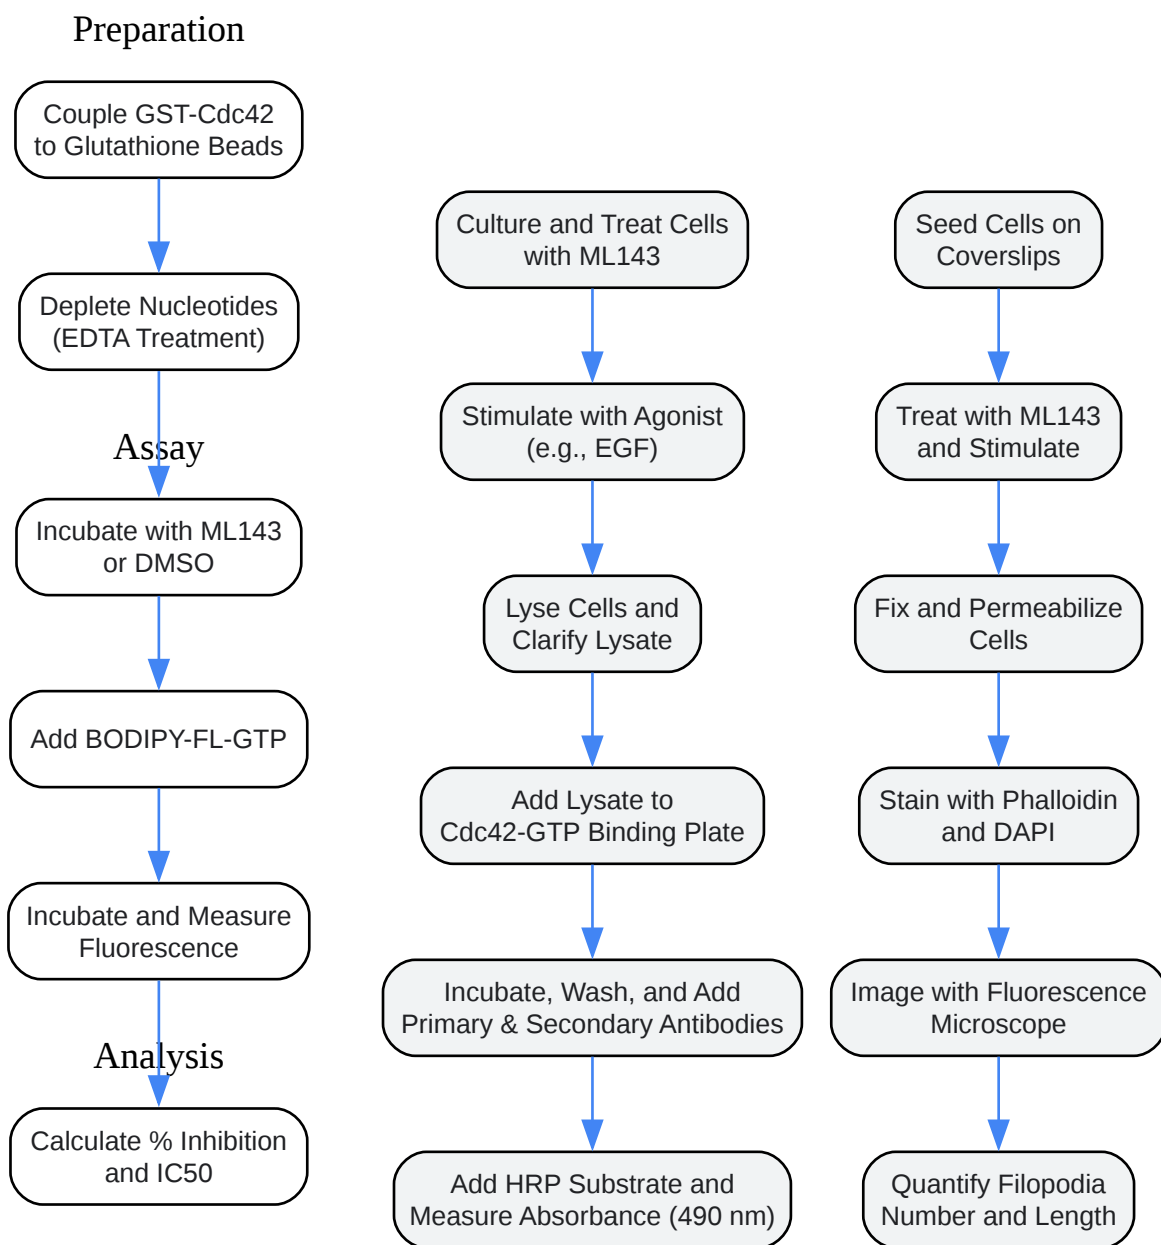 Preparation
Couple GST-Cdc42
to Glutathione Beads
Deplete Nucleotides
(EDTA Treatment)
Assay
Incubate with ML143
or DMSO
Add BODIPY-FL-GTP
Incubate and Measure
Fluorescence
Analysis
Calculate % Inhibition
and IC50
Culture and Treat Cells
with ML143
Stimulate with Agonist
(e.g., EGF)
Lyse Cells and
Clarify Lysate
Add Lysate to
Cdc42-GTP Binding Plate
Incubate, Wash, and Add
Primary & Secondary Antibodies
Add HRP Substrate and
Measure Absorbance (490 nm)
Seed Cells on
Coverslips
Treat with ML143
and Stimulate
Fix and Permeabilize
Cells
Stain with Phalloidin
and DAPI
Image with Fluorescence
Microscope
Quantify Filopodia
Number and Length